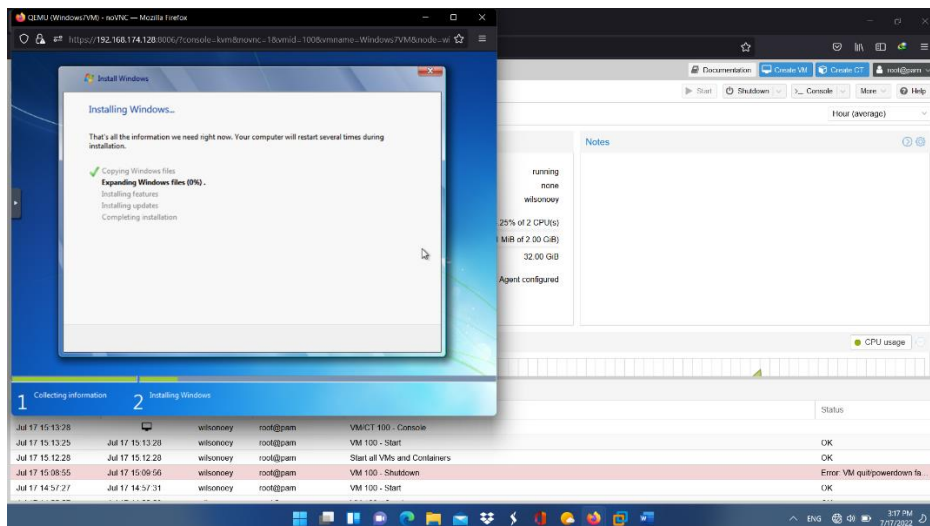 QEMU (Windows7VM) - noVNC — Mozilla Firefox
https://192.168.174.128:8006/?console=kvm&novnc=1&vmid=100&vmname=Windows7VM&node=wi
Documentation Create VM Create CT root@pam
Start Shutdown Console More Help
Hour (average)
Install Windows
Installing Windows...
That's all the information we need right now. Your computer will restart several times during
installation.
Copying Windows files
Expanding Windows files (0%) .
Installing features
Installing updates
Completing installation
Notes
running
none
wilsonoey
25% of 2 CPU(s)
MiB of 2.00 GiB)
32.00 GiB
Agent configured
CPU usage
1 Collecting information 2 Installing Windows
Status
Jul 17 15:13:28 wilsonoey root@pam VM/CT 100 - Console
Jul 17 15:13:25 Jul 17 15:13:28 wilsonoey root@pam VM 100 - Start OK
Jul 17 15:12:28 Jul 17 15:12:28 wilsonoey root@pam Start all VMs and Containers OK
Jul 17 15:08:55 Jul 17 15:09:56 wilsonoey root@pam VM 100 - Shutdown Error: VM quit/powerdown fa...
Jul 17 14:57:27 Jul 17 14:57:31 wilsonoey root@pam VM 100 - Start OK
ENG 3:17 PM
7/17/2022